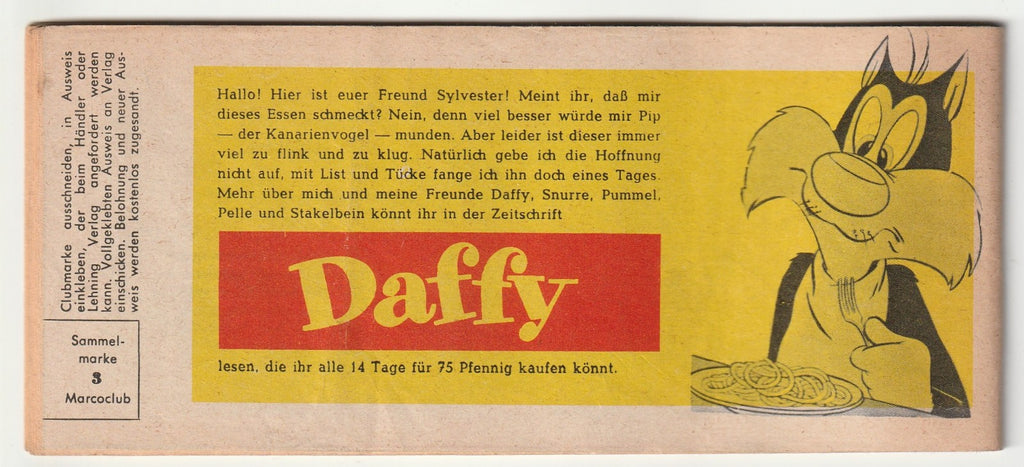 Clubmarke ausschneiden, in Ausweis
einkleben, der beim Händler oder
Lehning Verlag angefordert werden
kann. Vollgeklebten Ausweis an Verlag
einschicken. Belohnung und neuer Aus-
weis werden kostenlos zugesandt.
Sammel-
marke
3
Marcoclub
Hallo! Hier ist euer Freund Sylvester! Meint ihr, daß mir
dieses Essen schmeckt? Nein, denn viel besser würde mir Pip
— der Kanarienvogel — munden. Aber leider ist dieser immer
viel zu flink und zu klug. Natürlich gebe ich die Hoffnung
nicht auf, mit List und Tücke fange ich ihn doch eines Tages.
Mehr über mich und meine Freunde Daffy, Snurre, Pummel,
Pelle und Stakelbein könnt ihr in der Zeitschrift
Daffy
lesen, die ihr alle 14 Tage für 75 Pfennig kaufen könnt.